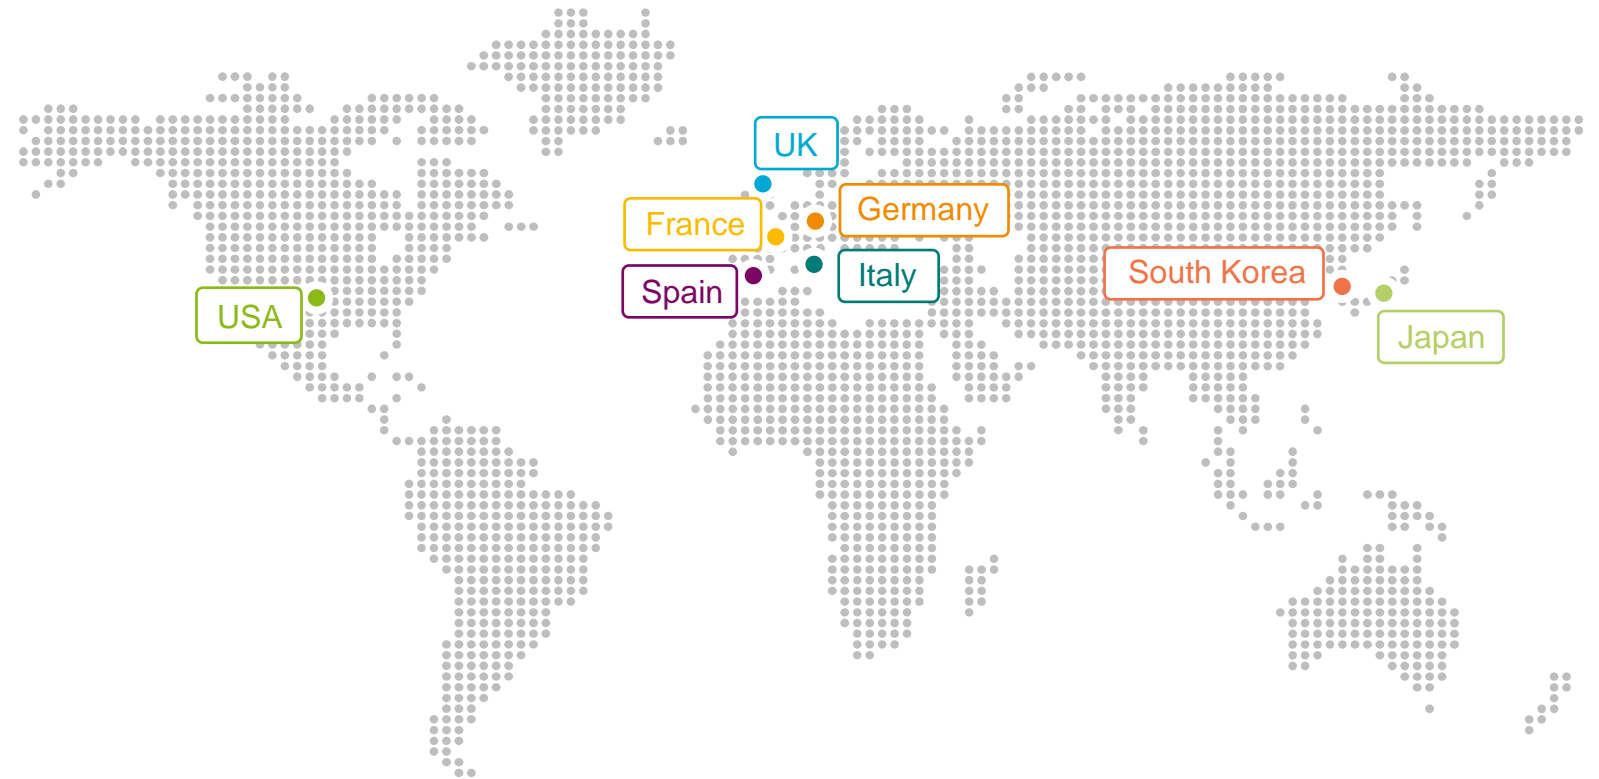 UK
Germany
France
Italy
Spain
South Korea
USA
Japan